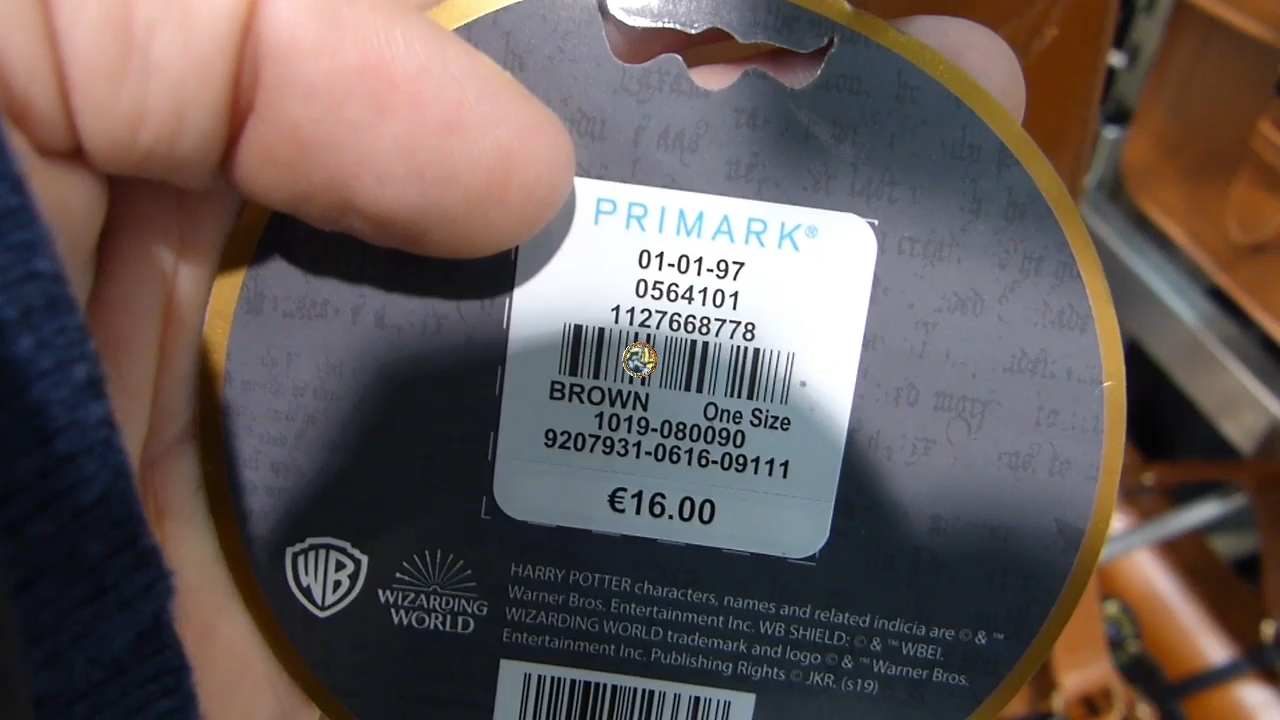 PRIMARK®
01-01-97
0564101
1127668778
BROWN One Size
1019-080090
9207931-0616-09111
€16.00
WB
WIZARDING
WORLD
HARRY POTTER characters, names and related indicia are © & ™
Warner Bros. Entertainment Inc. WB SHIELD: © & ™ WBEI.
WIZARDING WORLD trademark and logo © & ™ Warner Bros.
Entertainment Inc. Publishing Rights © JKR. (s19)